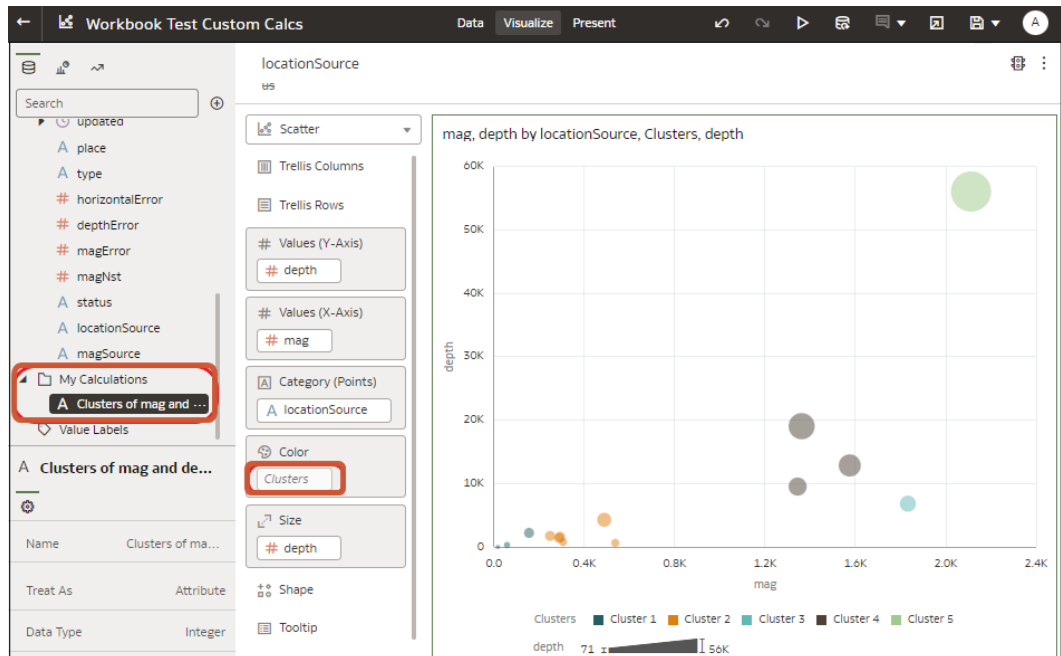 Workbook Test Custom Calcs
Data Visualize Present
A
locationSource
us
Search
updated
A place
A type
# horizontalError
# depthError
# magError
# magNst
A status
A locationSource
A magSource
My Calculations
A Clusters of mag and ...
Value Labels
A Clusters of mag and de...
Name Clusters of ma...
Treat As Attribute
Data Type Integer
Scatter
Trellis Columns
Trellis Rows
# Values (Y-Axis)
# depth
# Values (X-Axis)
# mag
A Category (Points)
A locationSource
Color
Clusters
Size
# depth
Shape
Tooltip
mag, depth by locationSource, Clusters, depth
60K
50K
40K
30K
20K
10K
0
depth
0.0 0.4K 0.8K 1.2K 1.6K 2.0K 2.4K
mag
Clusters Cluster 1 Cluster 2 Cluster 3 Cluster 4 Cluster 5
depth 71 56K